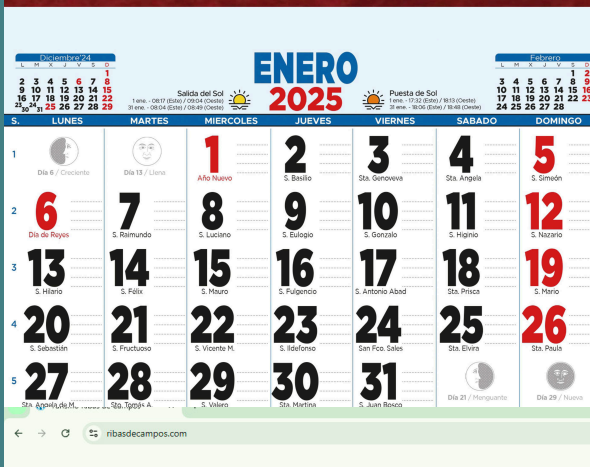 Diciembre'24
L M X J V S D
1
2 3 4 5 6 7 8
9 10 11 12 13 14 15
16 17 18 19 20 21 22
23 30 24 31 25 26 27 28 29
Salida del Sol
1 ene. - 08:17 (Este) / 09:04 (Oeste)
31 ene. - 08:04 (Este) / 08:49 (Oeste)
ENERO
2025
Puesta de Sol
1 ene. - 17:32 (Este) / 18:13 (Oeste)
31 ene. - 18:06 (Este) / 18:48 (Oeste)
Febrero
L M X J V S D
1 2
3 4 5 6 7 8 9
10 11 12 13 14 15 16
17 18 19 20 21 22 23
24 25 26 27 28
S. LUNES MARTES MIERCOLES JUEVES VIERNES SABADO DOMINGO
1 1 2 3 4 5
Día 6 / Creciente Día 13 / Llena Año Nuevo S. Basilio Sta. Genoveva Sta. Angela S. Simeón
2 6 7 8 9 10 11 12
Día de Reyes S. Raimundo S. Luciano S. Eulogio S. Gonzalo S. Higinio S. Nazario
3 13 14 15 16 17 18 19
S. Hilario S. Félix S. Mauro S. Fulgencio S. Antonio Abad Sta. Prisca S. Mario
4 20 21 22 23 24 25 26
S. Sebastián S. Fructuoso S. Vicente M. S. Ildefonso San Fco. Sales Sta. Elvira Sta. Paula
5 27 28 29 30 31
Sta. Angela de M. Sto. Tomás A. S. Valero Sta. Martina S. Juan Bosco Día 21 / Menguante Día 29 / Nueva
ribasdecampos.com